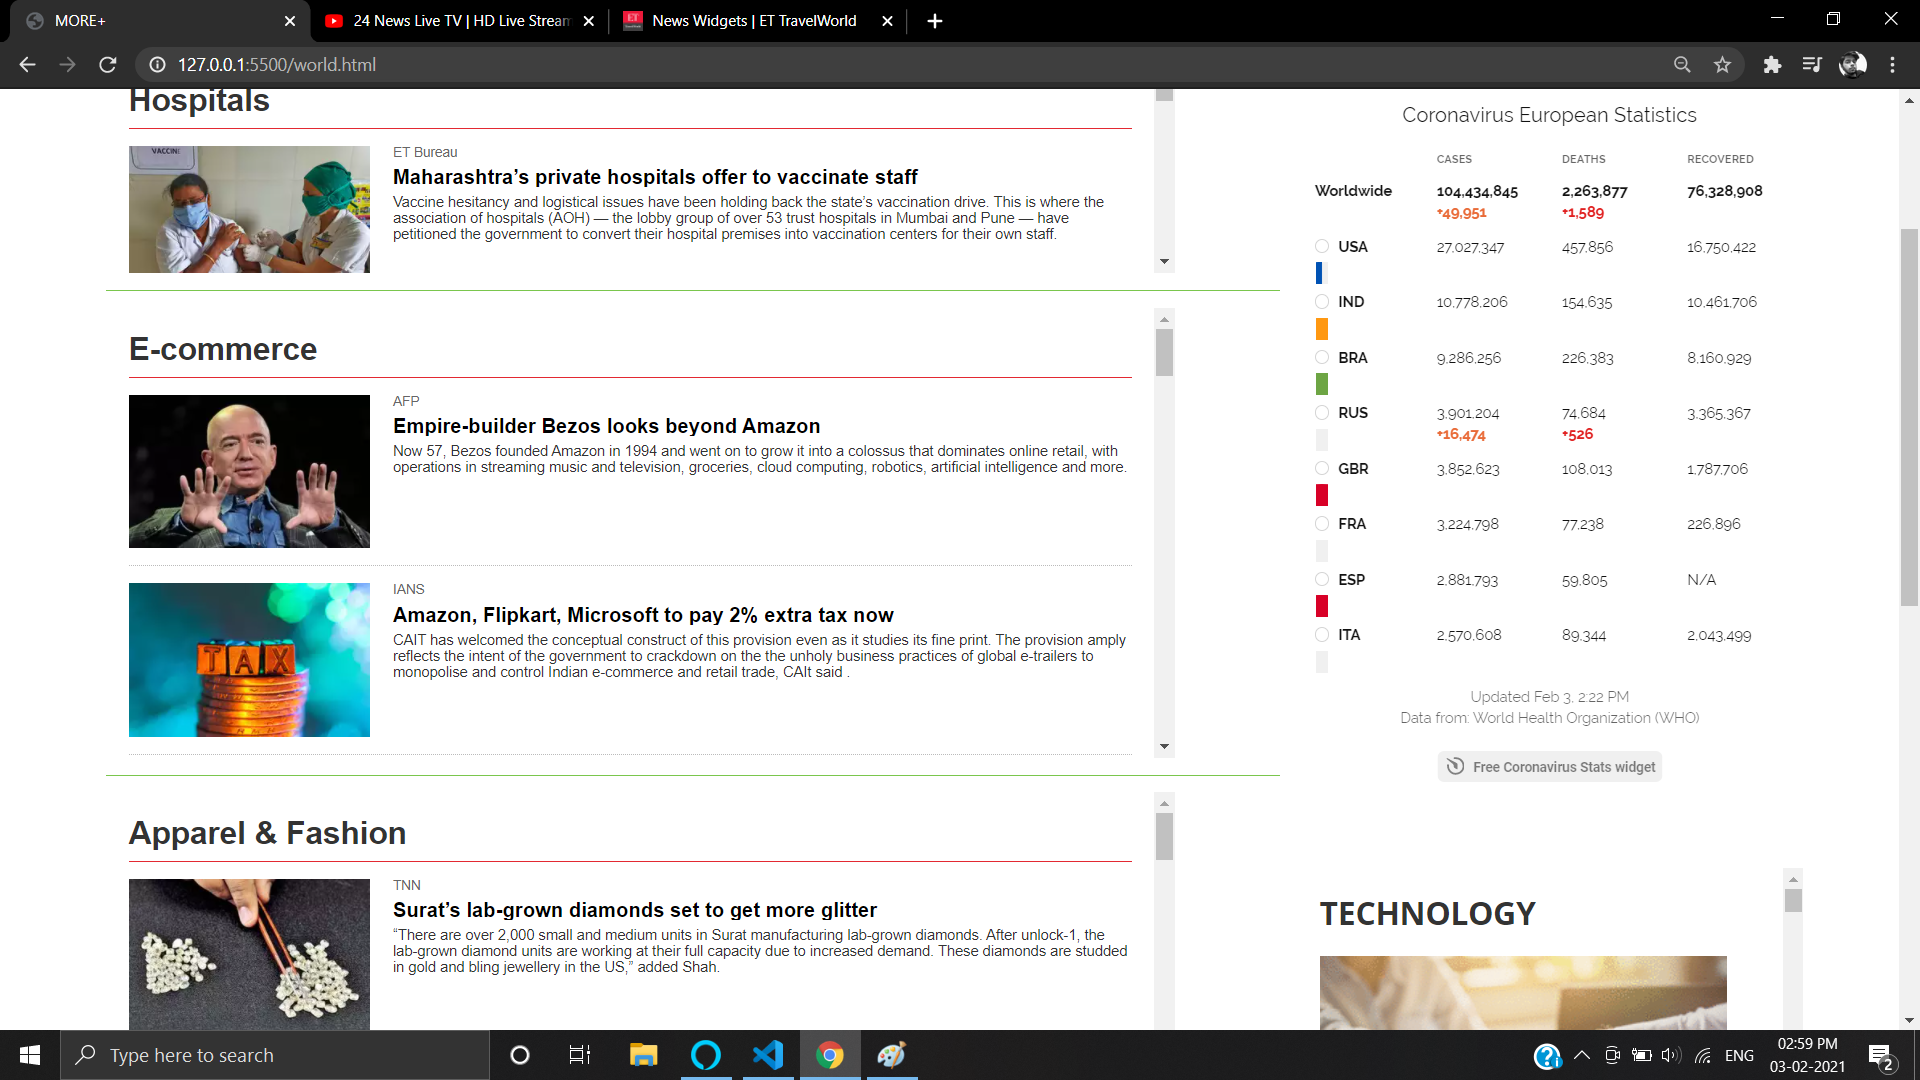 MORE+
24 News Live TV | HD Live Stream
News Widgets | ET TravelWorld
127.0.0.1:5500/world.html
Hospitals
VACCIN
ET Bureau
Maharashtra’s private hospitals offer to vaccinate staff
Vaccine hesitancy and logistical issues have been holding back the state’s vaccination drive. This is where the
association of hospitals (AOH) — the lobby group of over 53 trust hospitals in Mumbai and Pune — have
petitioned the government to convert their hospital premises into vaccination centers for their own staff.
E-commerce
AFP
Empire-builder Bezos looks beyond Amazon
Now 57, Bezos founded Amazon in 1994 and went on to grow it into a colossus that dominates online retail, with
operations in streaming music and television, groceries, cloud computing, robotics, artificial intelligence and more.
TAX
IANS
Amazon, Flipkart, Microsoft to pay 2% extra tax now
CAIT has welcomed the conceptual construct of this provision even as it studies its fine print. The provision amply
reflects the intent of the government to crackdown on the the unholy business practices of global e-trailers to
monopolise and control Indian e-commerce and retail trade, CAIt said .
Apparel & Fashion
TNN
Surat’s lab-grown diamonds set to get more glitter
“There are over 2,000 small and medium units in Surat manufacturing lab-grown diamonds. After unlock-1, the
lab-grown diamond units are working at their full capacity due to increased demand. These diamonds are studded
in gold and bling jewellery in the US,” added Shah.
Coronavirus European Statistics
CASES DEATHS RECOVERED
Worldwide 104,434,845 2,263,877 76,328,908
+49,951 +1,589
USA 27,027,347 457,856 16,750,422
IND 10,778,206 154,635 10,461,706
BRA 9,286,256 226,383 8,160,929
RUS 3,901,204 74,684 3,365,367
+16,474 +526
GBR 3,852,623 108,013 1,787,706
FRA 3,224,798 77,238 226,896
ESP 2,881,793 59,805 N/A
ITA 2,570,608 89,344 2,043,499
Updated Feb 3, 2:22 PM
Data from: World Health Organization (WHO)
Free Coronavirus Stats widget
TECHNOLOGY
Type here to search
ENG
02:59 PM
03-02-2021
2